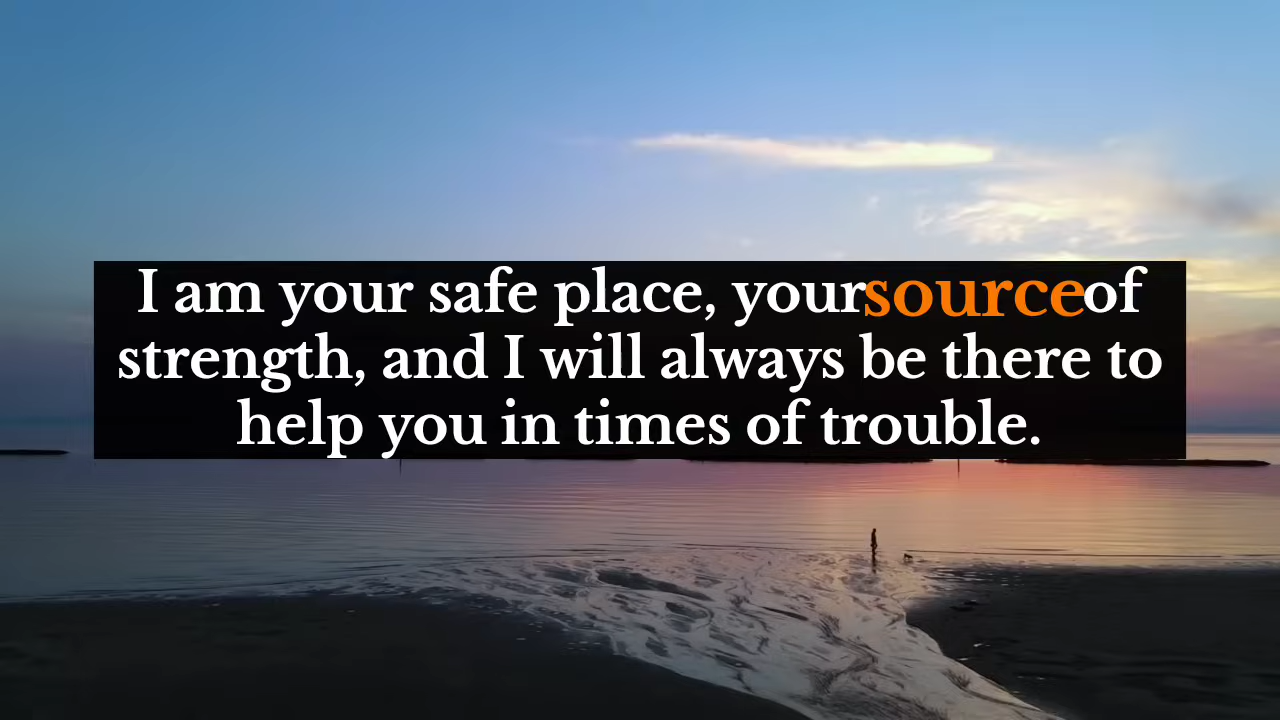 I am your safe place, your source of
strength, and I will always be there to
help you in times of trouble.